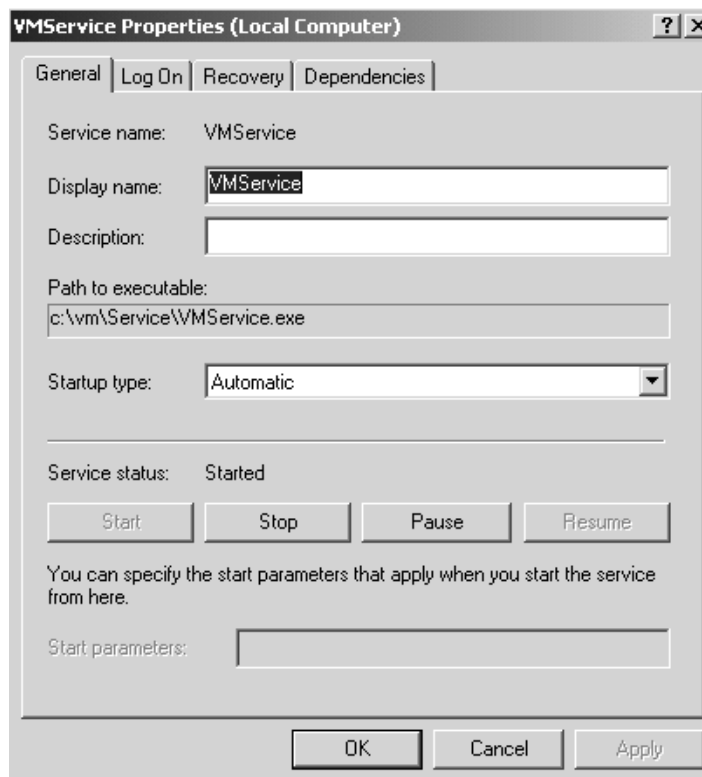 VMService Properties (Local Computer)
General Log On Recovery Dependencies
Service name: VMService
Display name: VMService
Description:
Path to executable:
c:\vm\Service\VMService.exe
Startup type: Automatic
Service status: Started
Start Stop Pause Resume
You can specify the start parameters that apply when you start the service
from here.
Start parameters:
OK Cancel Apply